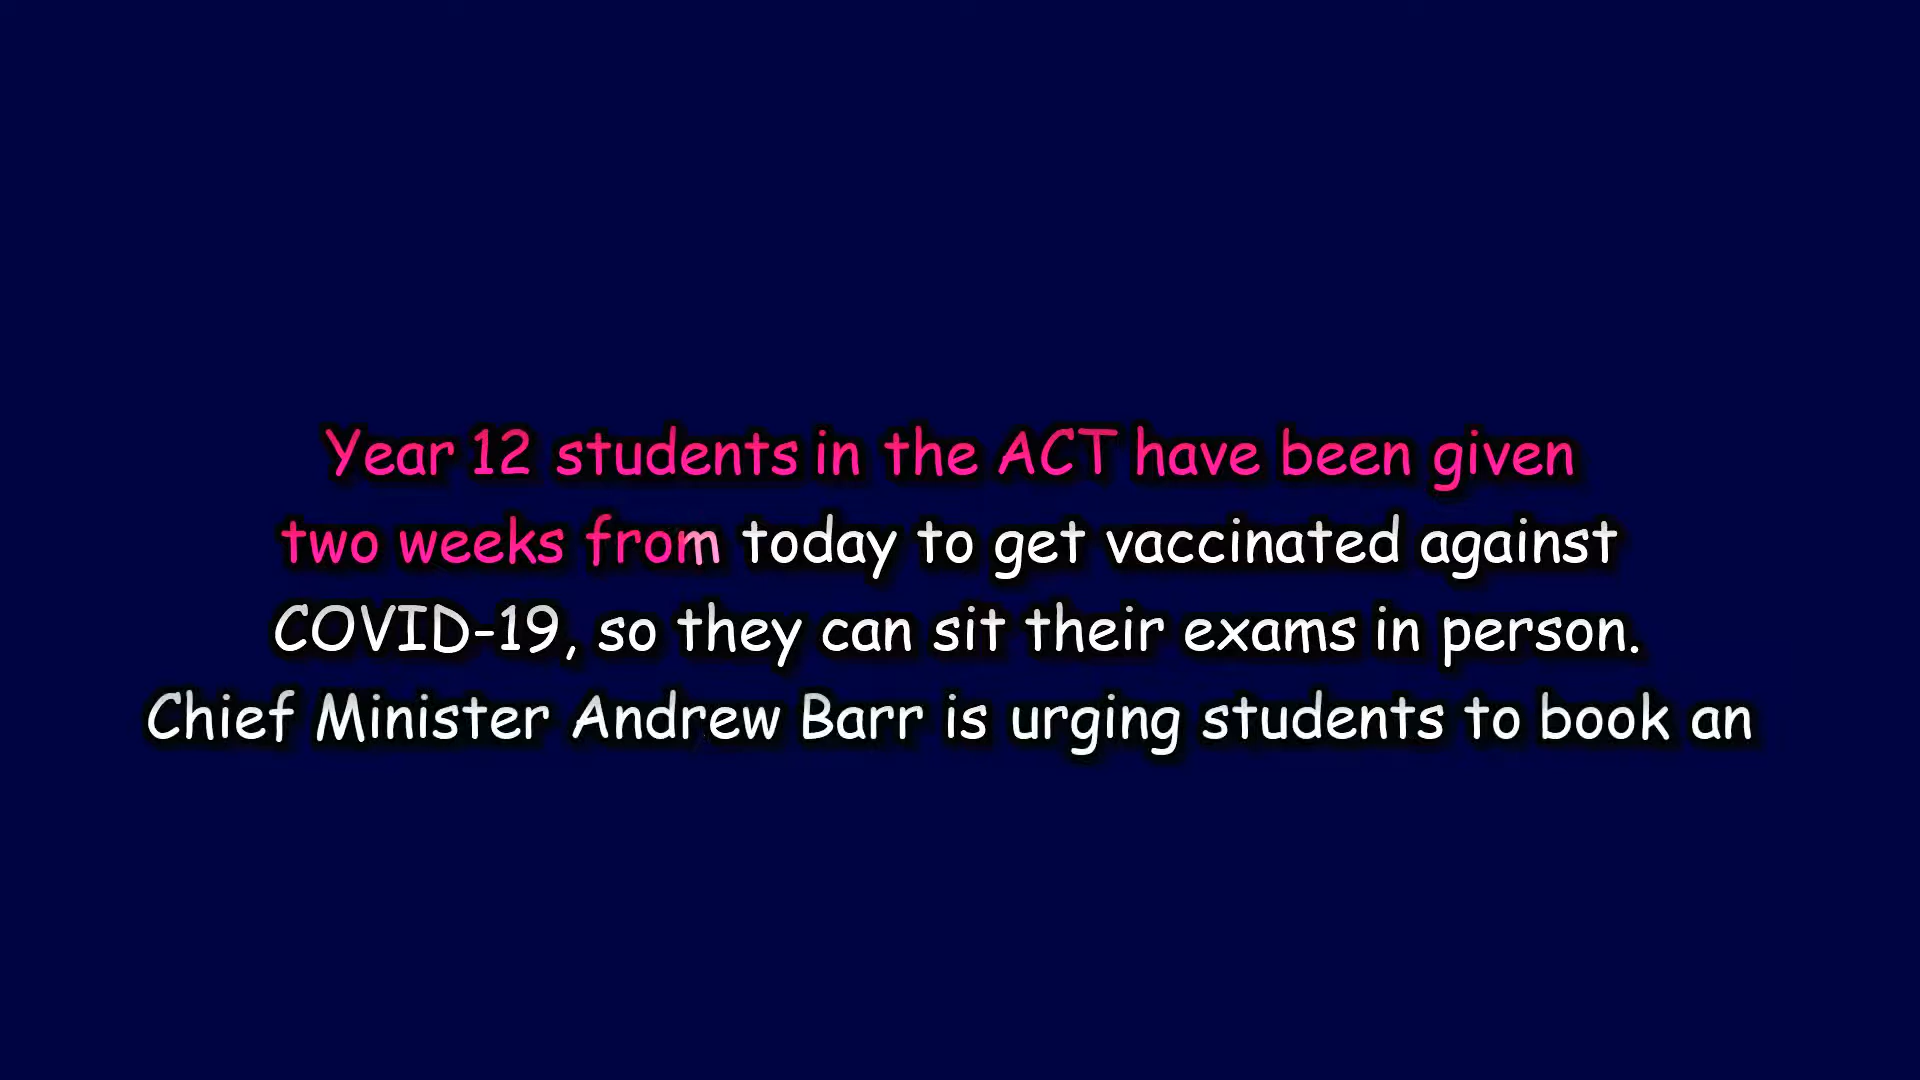 Year 12 students in the ACT have been given
two weeks from today to get vaccinated against
COVID-19, so they can sit their exams in person.
Chief Minister Andrew Barr is urging students to book an